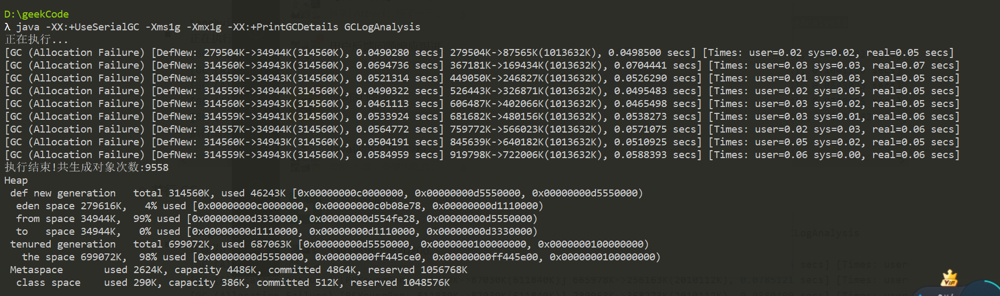 D:\geekCode
λ java -XX:+UseSerialGC -Xms1g -Xmx1g -XX:+PrintGCDetails GCLogAnalysis
正在执行...
[GC (Allocation Failure) [DefNew: 279504K->34944K(314560K), 0.0490280 secs] 279504K->87565K(1013632K), 0.0498500 secs] [Times: user=0.02 sys=0.02, real=0.05 secs]
[GC (Allocation Failure) [DefNew: 314560K->34943K(314560K), 0.0694736 secs] 367181K->169434K(1013632K), 0.0704441 secs] [Times: user=0.03 sys=0.03, real=0.07 secs]
[GC (Allocation Failure) [DefNew: 314559K->34943K(314560K), 0.0521314 secs] 449050K->246827K(1013632K), 0.0526290 secs] [Times: user=0.01 sys=0.03, real=0.05 secs]
[GC (Allocation Failure) [DefNew: 314559K->34944K(314560K), 0.0490322 secs] 526443K->326871K(1013632K), 0.0495483 secs] [Times: user=0.02 sys=0.05, real=0.05 secs]
[GC (Allocation Failure) [DefNew: 314560K->34943K(314560K), 0.0461113 secs] 606487K->402066K(1013632K), 0.0465498 secs] [Times: user=0.03 sys=0.02, real=0.05 secs]
[GC (Allocation Failure) [DefNew: 314559K->34941K(314560K), 0.0533924 secs] 681682K->480156K(1013632K), 0.0538273 secs] [Times: user=0.03 sys=0.01, real=0.06 secs]
[GC (Allocation Failure) [DefNew: 314557K->34944K(314560K), 0.0564772 secs] 759772K->566023K(1013632K), 0.0571075 secs] [Times: user=0.02 sys=0.03, real=0.06 secs]
[GC (Allocation Failure) [DefNew: 314560K->34943K(314560K), 0.0504191 secs] 845639K->640182K(1013632K), 0.0510925 secs] [Times: user=0.05 sys=0.02, real=0.05 secs]
[GC (Allocation Failure) [DefNew: 314559K->34943K(314560K), 0.0584959 secs] 919798K->722006K(1013632K), 0.0588393 secs] [Times: user=0.06 sys=0.00, real=0.06 secs]
执行结束!共生成对象次数:9558
Heap
 def new generation   total 314560K, used 46243K [0x00000000c0000000, 0x00000000d5550000, 0x00000000d5550000)
  eden space 279616K,   4% used [0x00000000c0000000, 0x00000000c0b08e78, 0x00000000d1110000)
  from space 34944K,  99% used [0x00000000d3330000, 0x00000000d554fe28, 0x00000000d5550000)
  to   space 34944K,   0% used [0x00000000d1110000, 0x00000000d1110000, 0x00000000d3330000)
 tenured generation   total 699072K, used 687063K [0x00000000d5550000, 0x0000000100000000, 0x0000000100000000)
   the space 699072K,  98% used [0x00000000d5550000, 0x00000000ff445ce0, 0x00000000ff445e00, 0x0000000100000000)
 Metaspace       used 2624K, capacity 4486K, committed 4864K, reserved 1056768K
  class space    used 290K, capacity 386K, committed 512K, reserved 1048576K
VIP